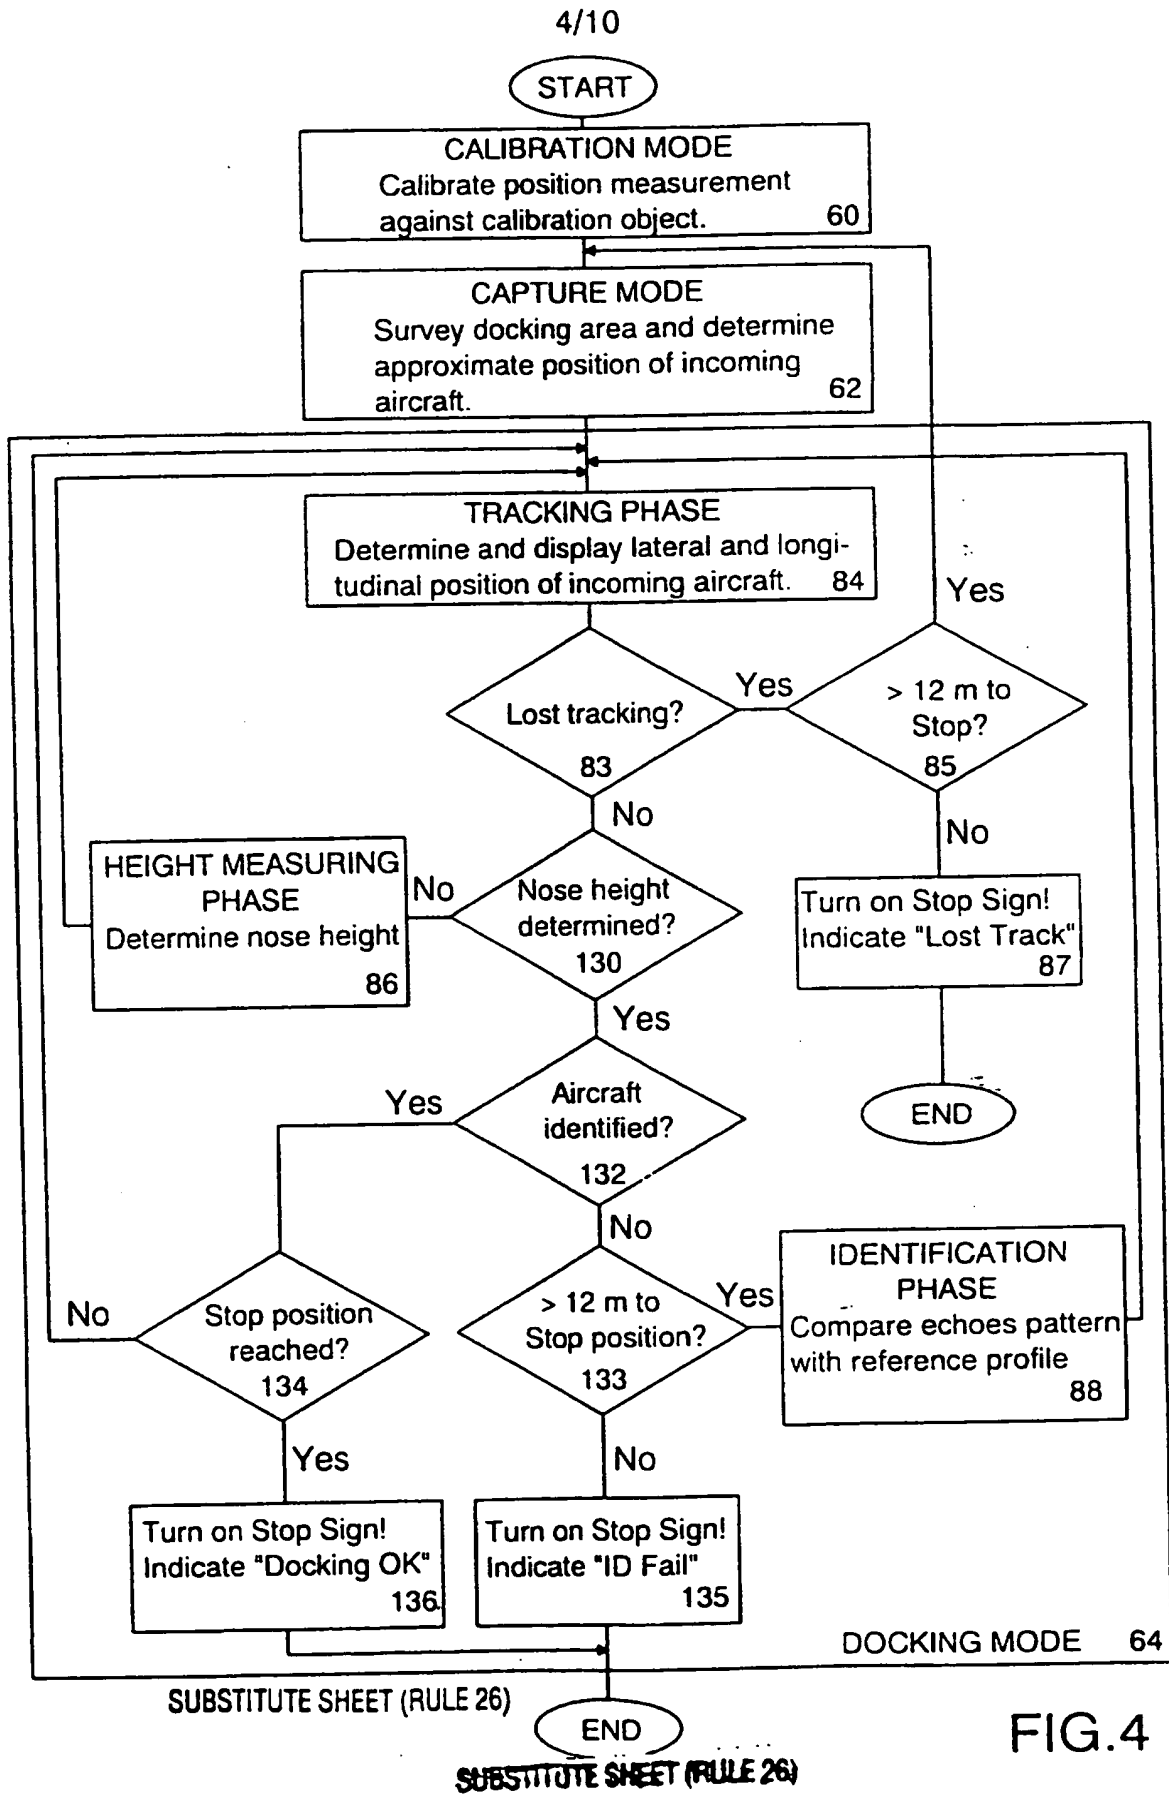 4/10
START
CALIBRATION MODE
Calibrate position measurement
against calibration object.
60
CAPTURE MODE
Survey docking area and determine
approximate position of incoming
aircraft.
62
TRACKING PHASE
Determine and display lateral and longi-
tudinal position of incoming aircraft.
84
Yes
Lost tracking?
83
Yes
> 12 m to
Stop?
85
No
No
HEIGHT MEASURING
PHASE
Determine nose height
86
No
Nose height
determined?
130
Turn on Stop Sign!
Indicate "Lost Track"
87
Yes
END
Yes
Aircraft
identified?
132
No
No
Stop position
reached?
134
> 12 m to
Stop position?
133
Yes
IDENTIFICATION
PHASE
Compare echoes pattern
with reference profile
88
Yes
No
Turn on Stop Sign!
Indicate "Docking OK"
136
Turn on Stop Sign!
Indicate "ID Fail"
135
DOCKING MODE 64
SUBSTITUTE SHEET (RULE 26)
END
FIG.4
SUBSTITUTE SHEET (RULE 26)